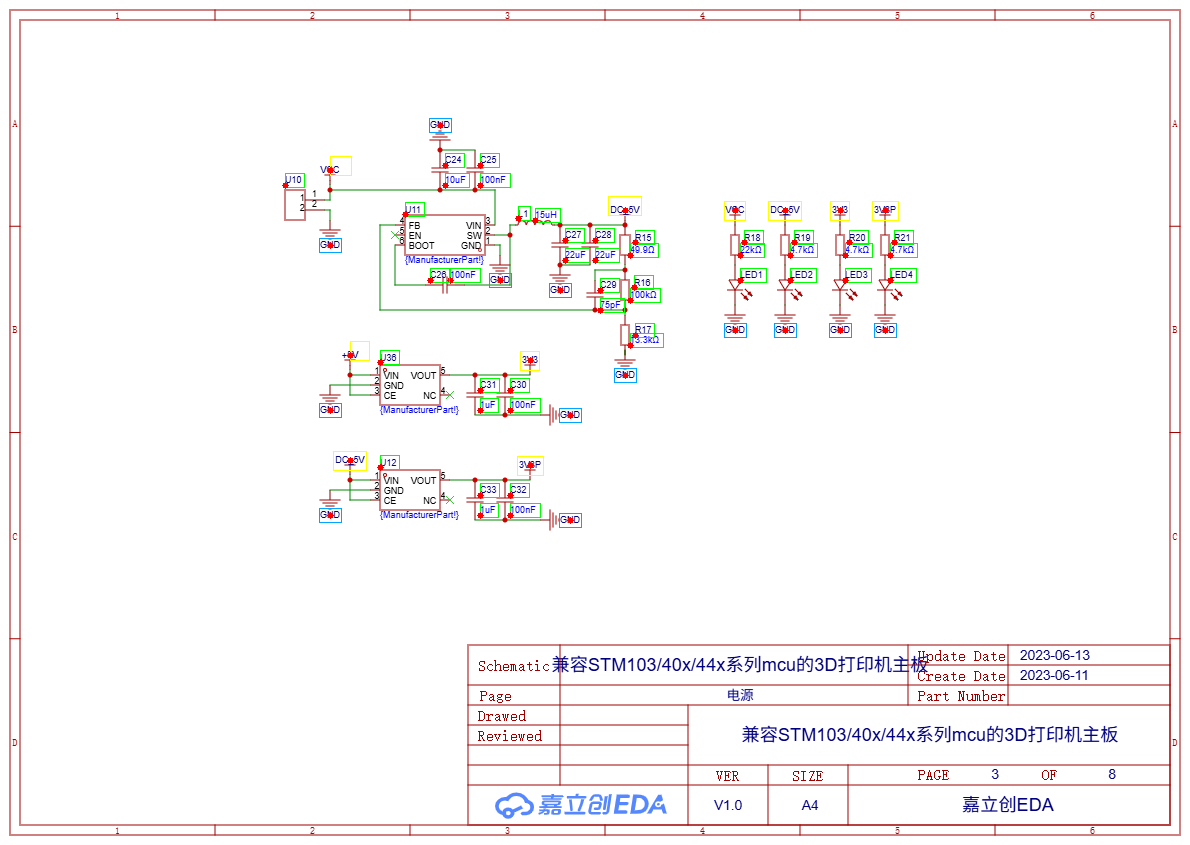 1 2 3 4 5 6
A A
GND
VCC
C24 C25
10uF 100nF
U10
1 1
2 2
GND
U11
4 FB VIN 3
5 EN SW 2
6 BOOT GND 1
{ManufacturerPart!}
C26 100nF
GND
L1 15uH
DC_5V
C27 C28
22uF 22uF
GND
R15
49.9Ω
C29
75pF
R16
100kΩ
R17
13.3kΩ
GND
VCC DC_5V 3V3 3V3P
R18 R19 R20 R21
22kΩ 4.7kΩ 4.7kΩ 4.7kΩ
LED1 LED2 LED3 LED4
GND GND GND GND
B B
+5V
U36
3V3
1 VIN VOUT 5
2 GND
3 CE NC 4
{ManufacturerPart!}
GND
C31 C30
1uF 100nF
GND
DC_5V
U12
3V3P
1 VIN VOUT 5
2 GND
3 CE NC 4
{ManufacturerPart!}
GND
C33 C32
1uF 100nF
GND
C C
Schematic 兼容STM103/40x/44x系列mcu的3D打印机主板
Update Date 2023-06-13
Create Date 2023-06-11
Page 电源 Part Number
Drawed
Reviewed
兼容STM103/40x/44x系列mcu的3D打印机主板
D D
VER SIZE PAGE 3 OF 8
嘉立创EDA V1.0 A4 嘉立创EDA
1 2 3 4 5 6